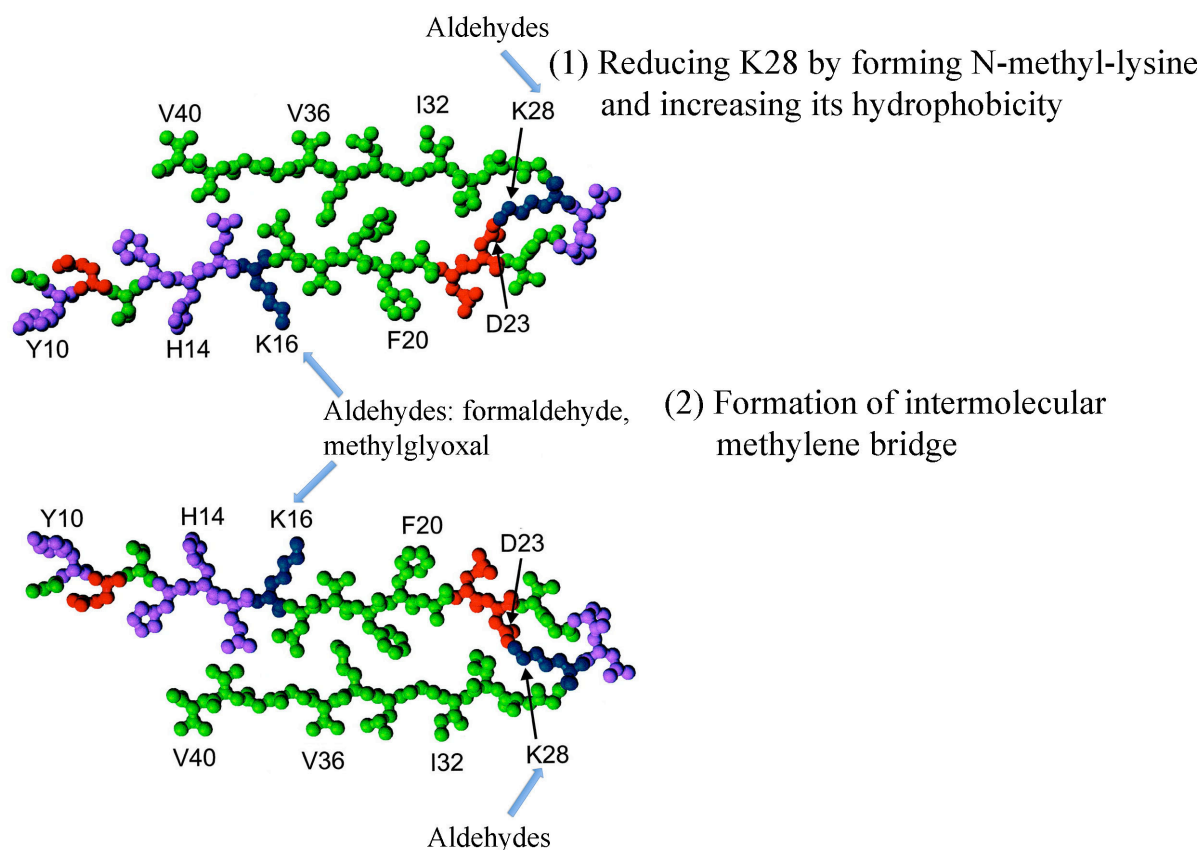 Aldehydes
(1) Reducing K28 by forming N-methyl-lysine
and increasing its hydrophobicity
V40
V36
I32
K28
Y10
H14
K16
F20
D23
Aldehydes: formaldehyde,
methylglyoxal
(2) Formation of intermolecular
methylene bridge
Y10
H14
K16
F20
D23
V40
V36
I32
K28
Aldehydes